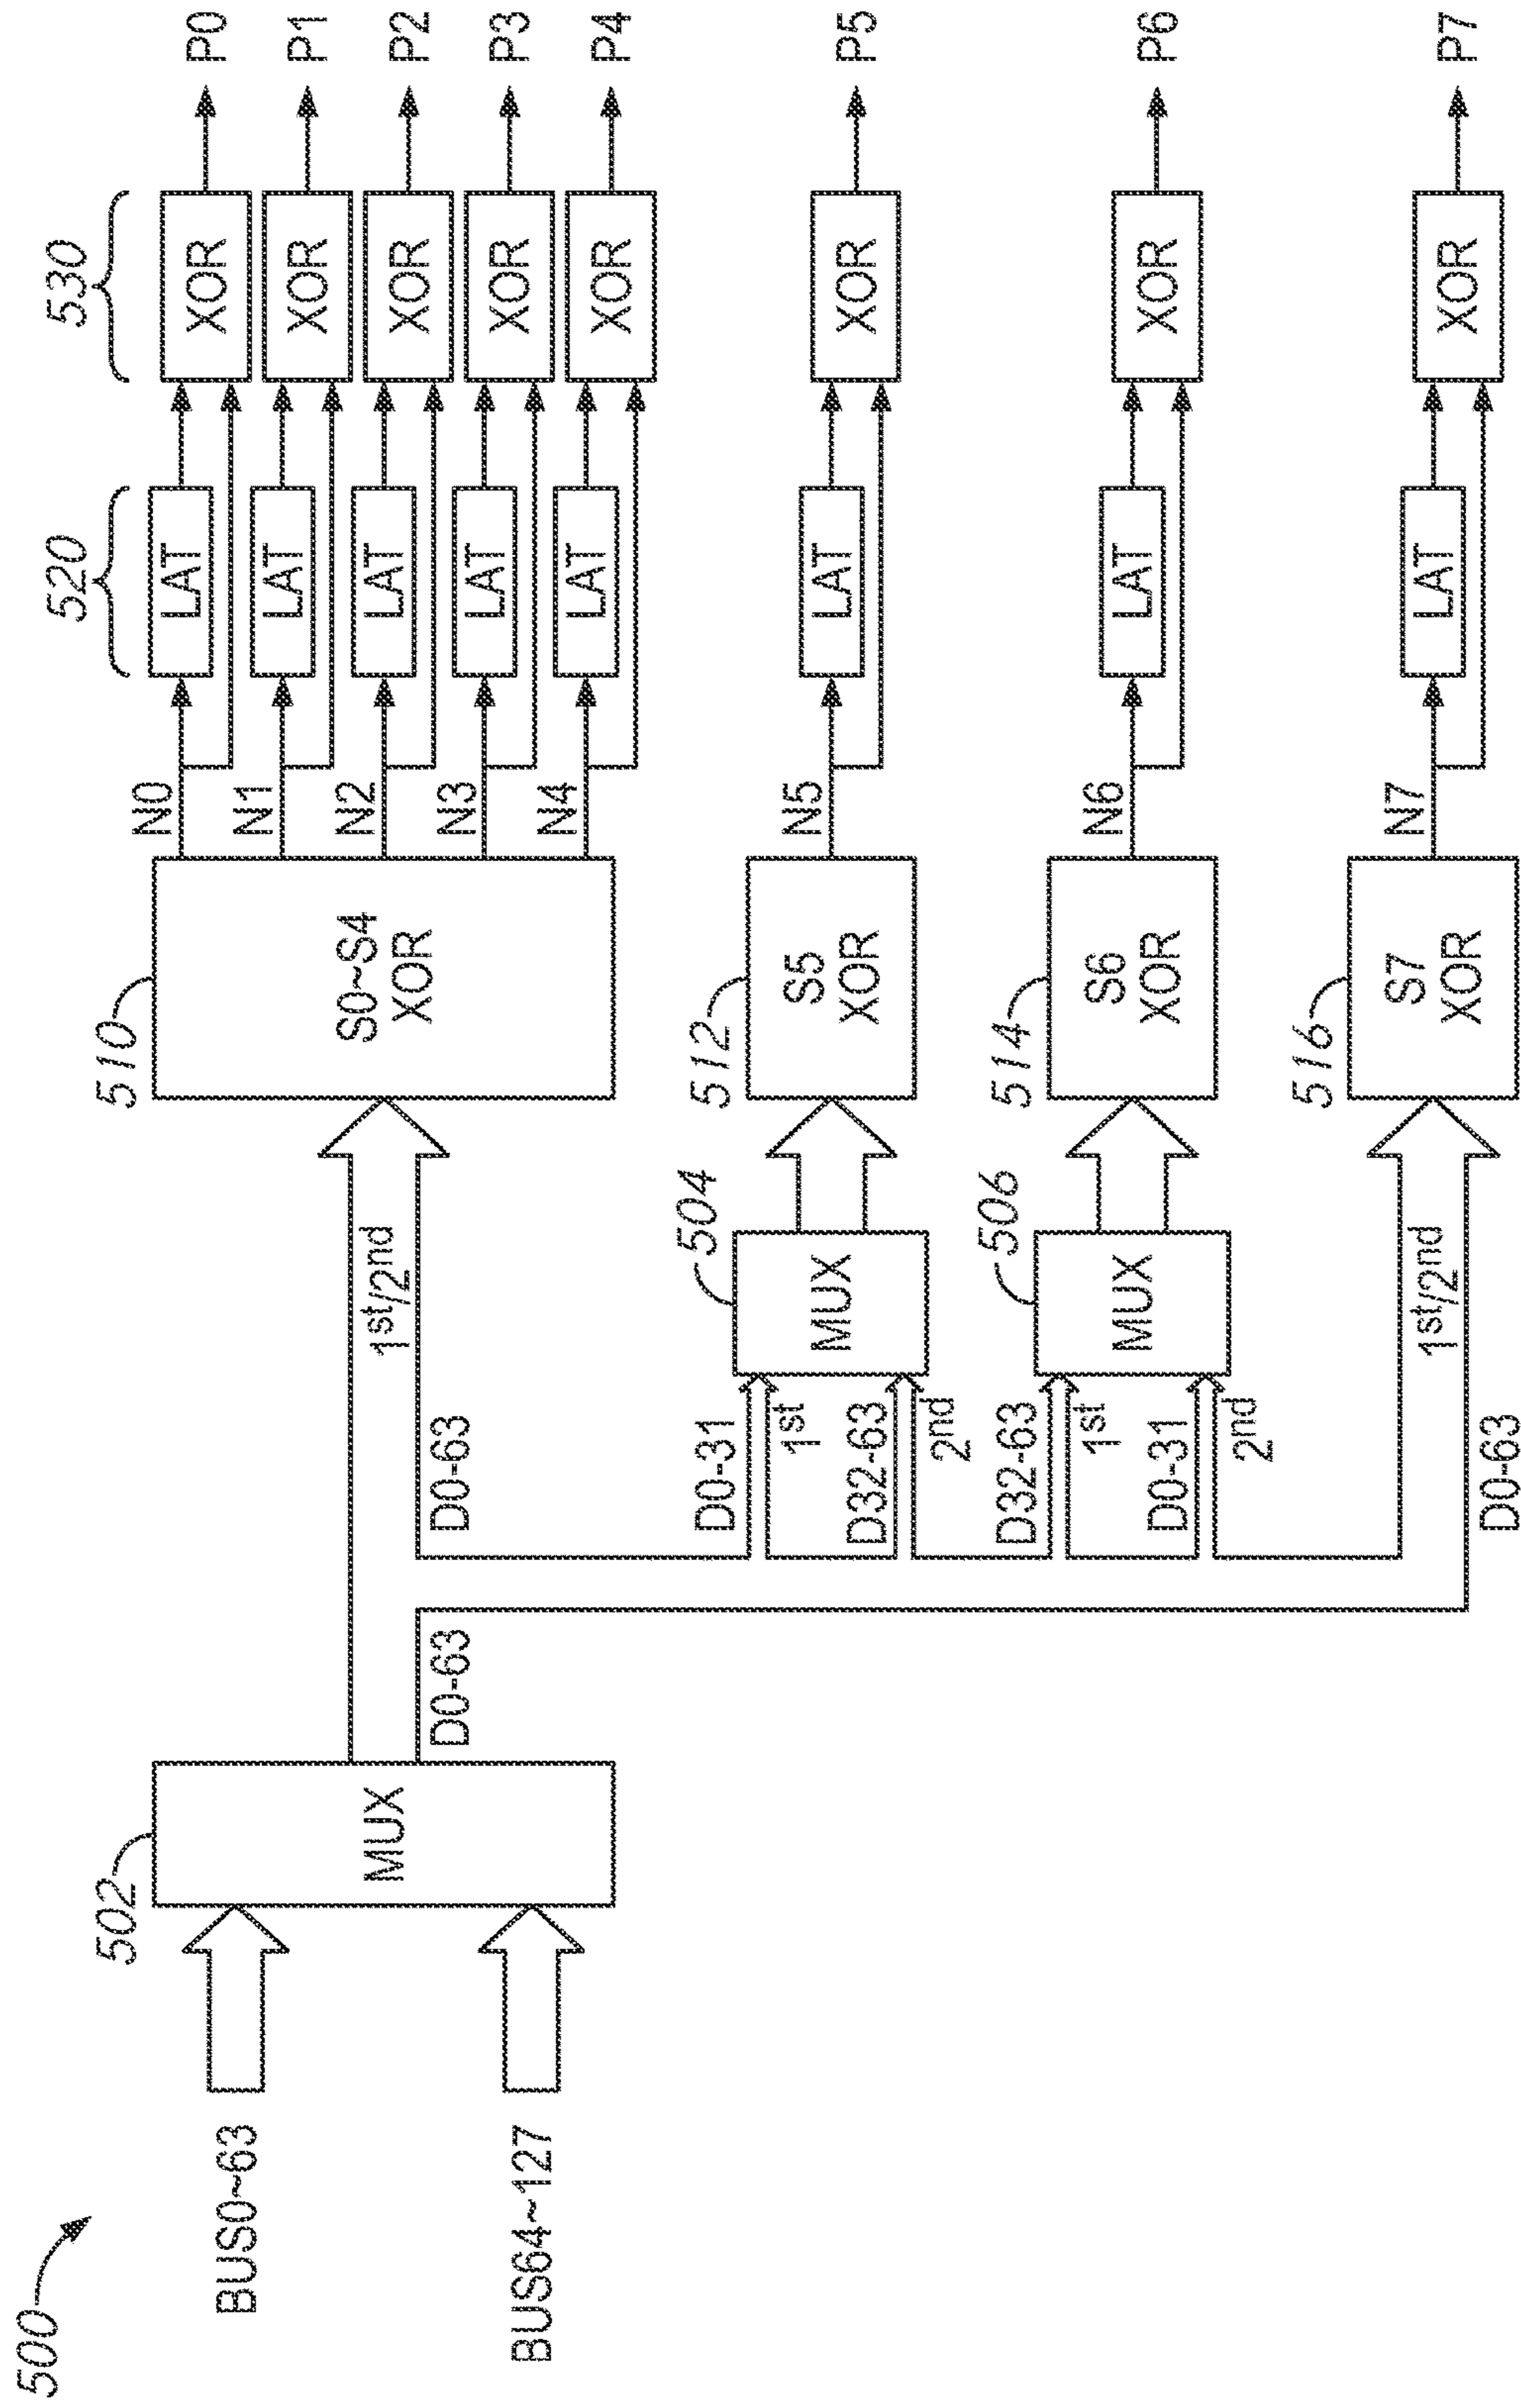 500
BUS0~63
BUS64~127
502
MUX
D0-63
D0-63
1st/2nd
510
S0~S4
XOR
N0
N1
N2
N3
N4
520
LAT
LAT
LAT
LAT
LAT
530
XOR
XOR
XOR
XOR
XOR
P0
P1
P2
P3
P4
D0-31
1st
D32-63
2nd
504
MUX
512
S5
XOR
N5
LAT
XOR
P5
D32-63
1st
D0-31
2nd
506
MUX
514
S6
XOR
N6
LAT
XOR
P6
D0-63
1st/2nd
516
S7
XOR
N7
LAT
XOR
P7